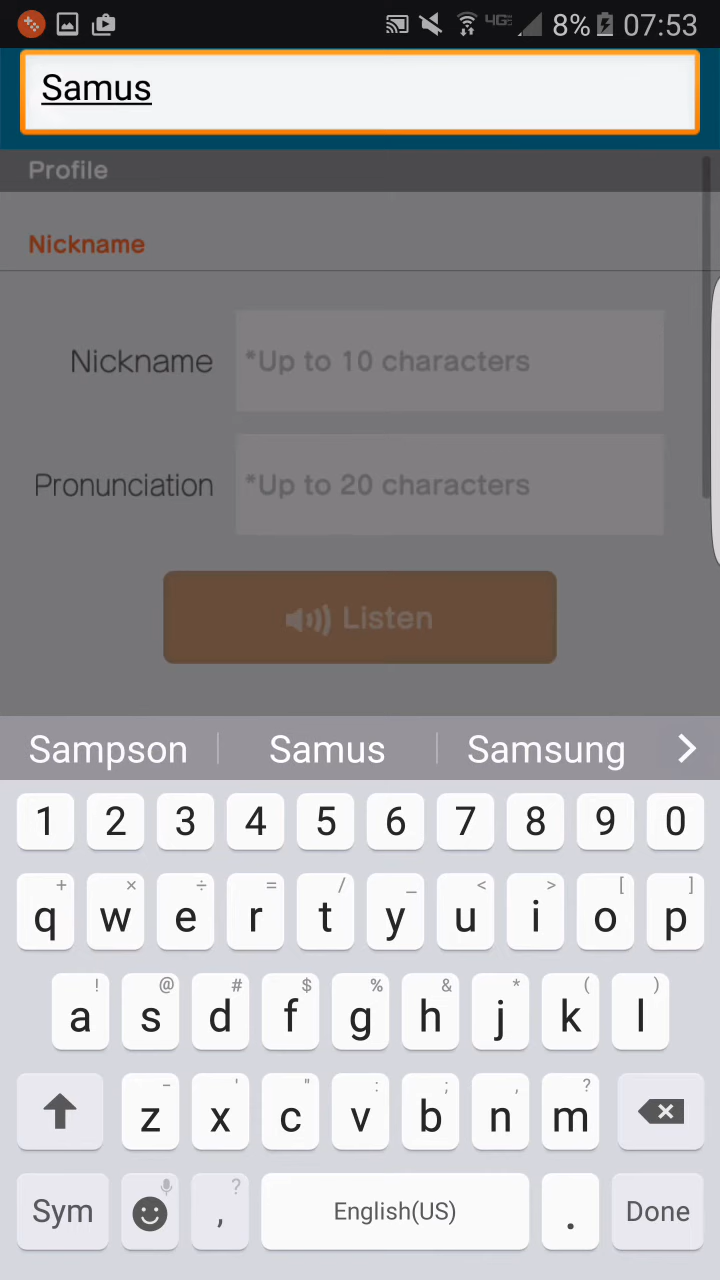 4G 8% 07:53
Samus
Profile
Nickname
Nickname *Up to 10 characters
Pronunciation *Up to 20 characters
Listen
Sampson Samus Samsung
1 2 3 4 5 6 7 8 9 0
+ × ÷ = / _ < > [ ]
q w e r t y u i o p
! @ # $ % & * ( )
a s d f g h j k l
- ' " : ; , ?
z x c v b n m
?
Sym , English(US) . Done